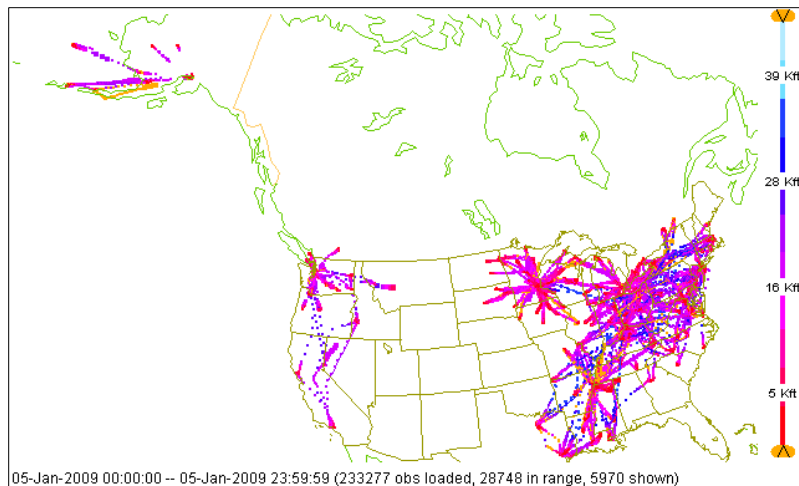 39 Kft
28 Kft
16 Kft
5 Kft
05-Jan-2009 00:00:00 -- 05-Jan-2009 23:59:59 (233277 obs loaded, 28748 in range, 5970 shown)